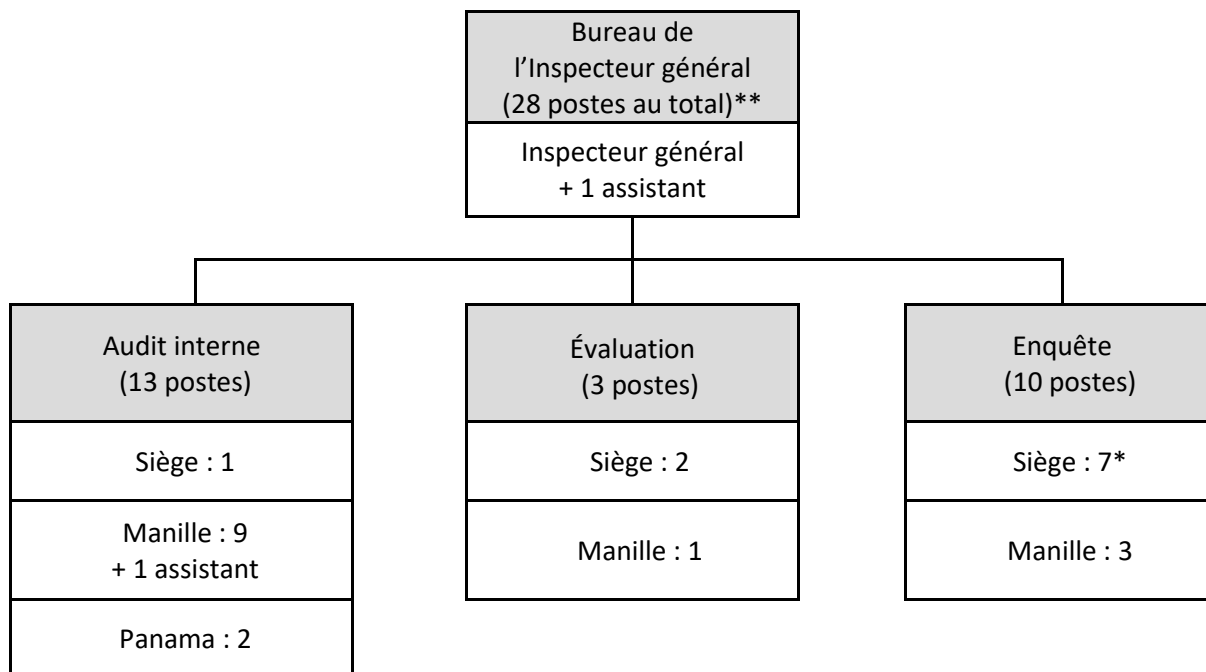 Bureau de
l’Inspecteur général
(28 postes au total)**
Inspecteur général
+ 1 assistant
Audit interne
(13 postes)
Siège : 1
Manille : 9
+ 1 assistant
Panama : 2
Évaluation
(3 postes)
Siège : 2
Manille : 1
Enquête
(10 postes)
Siège : 7*
Manille : 3